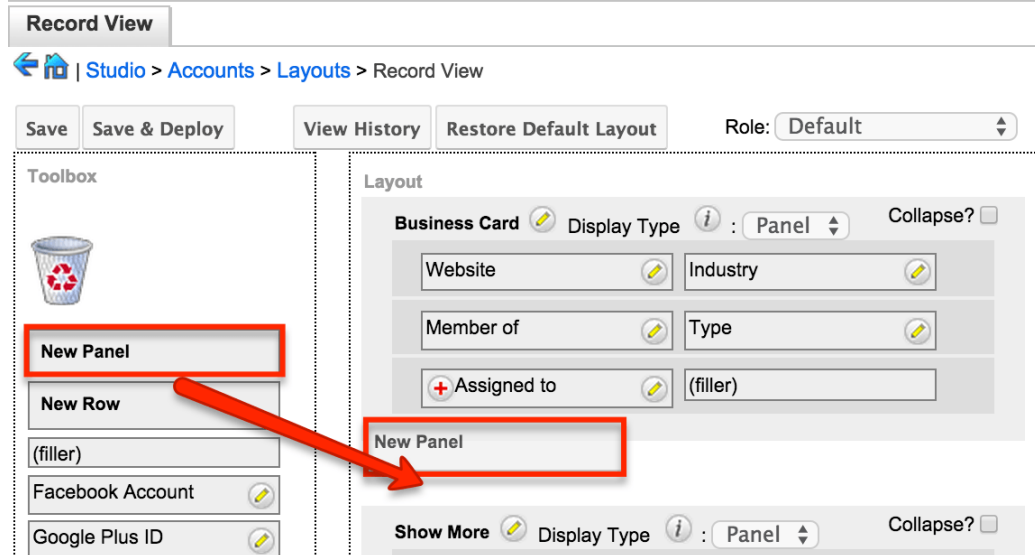 Record View
| Studio > Accounts > Layouts > Record View
Save Save & Deploy View History Restore Default Layout Role: Default
Toolbox
New Panel
New Row
(filler)
Facebook Account
Google Plus ID
Layout
Business Card Display Type i : Panel Collapse?
Website Industry
Member of Type
Assigned to (filler)
New Panel
Show More Display Type i : Panel Collapse?